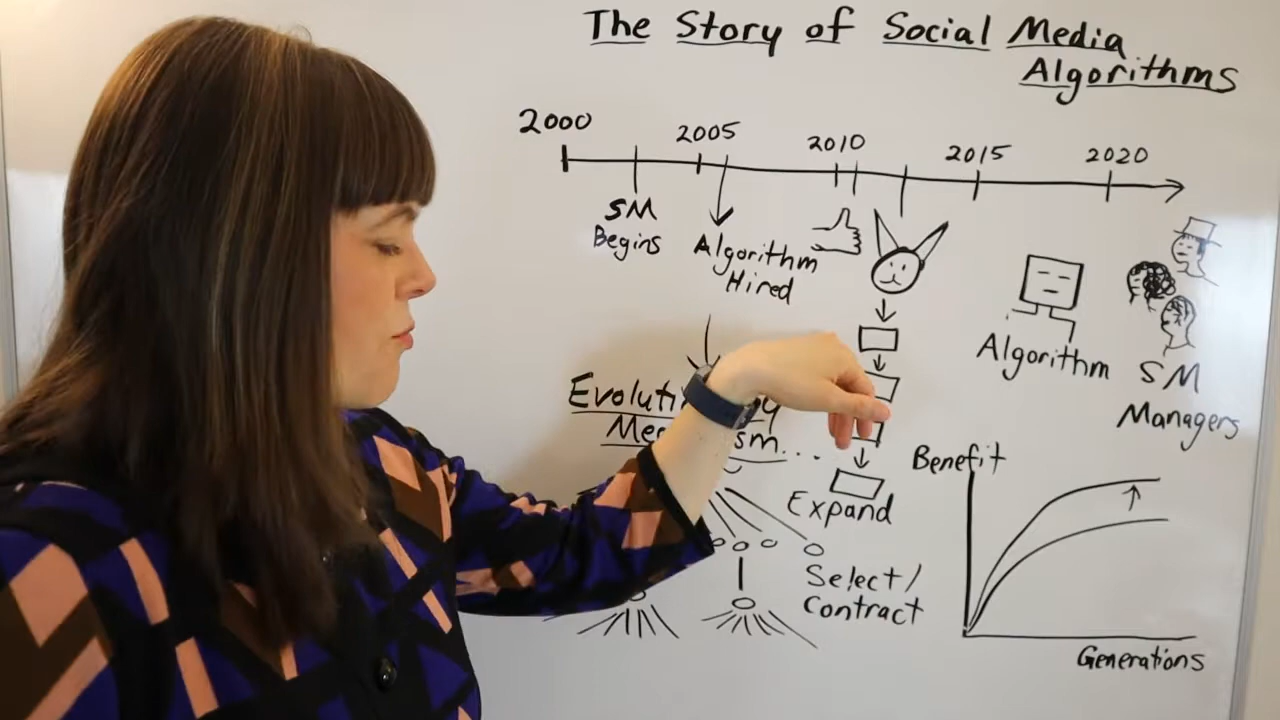 The Story of Social Media
Algorithms
2000
2005
2010
2015
2020
SM
Begins
Algorithm
Hired
Algorithm
SM
Managers
Expand
Select/
Contract
Benefit
Generations